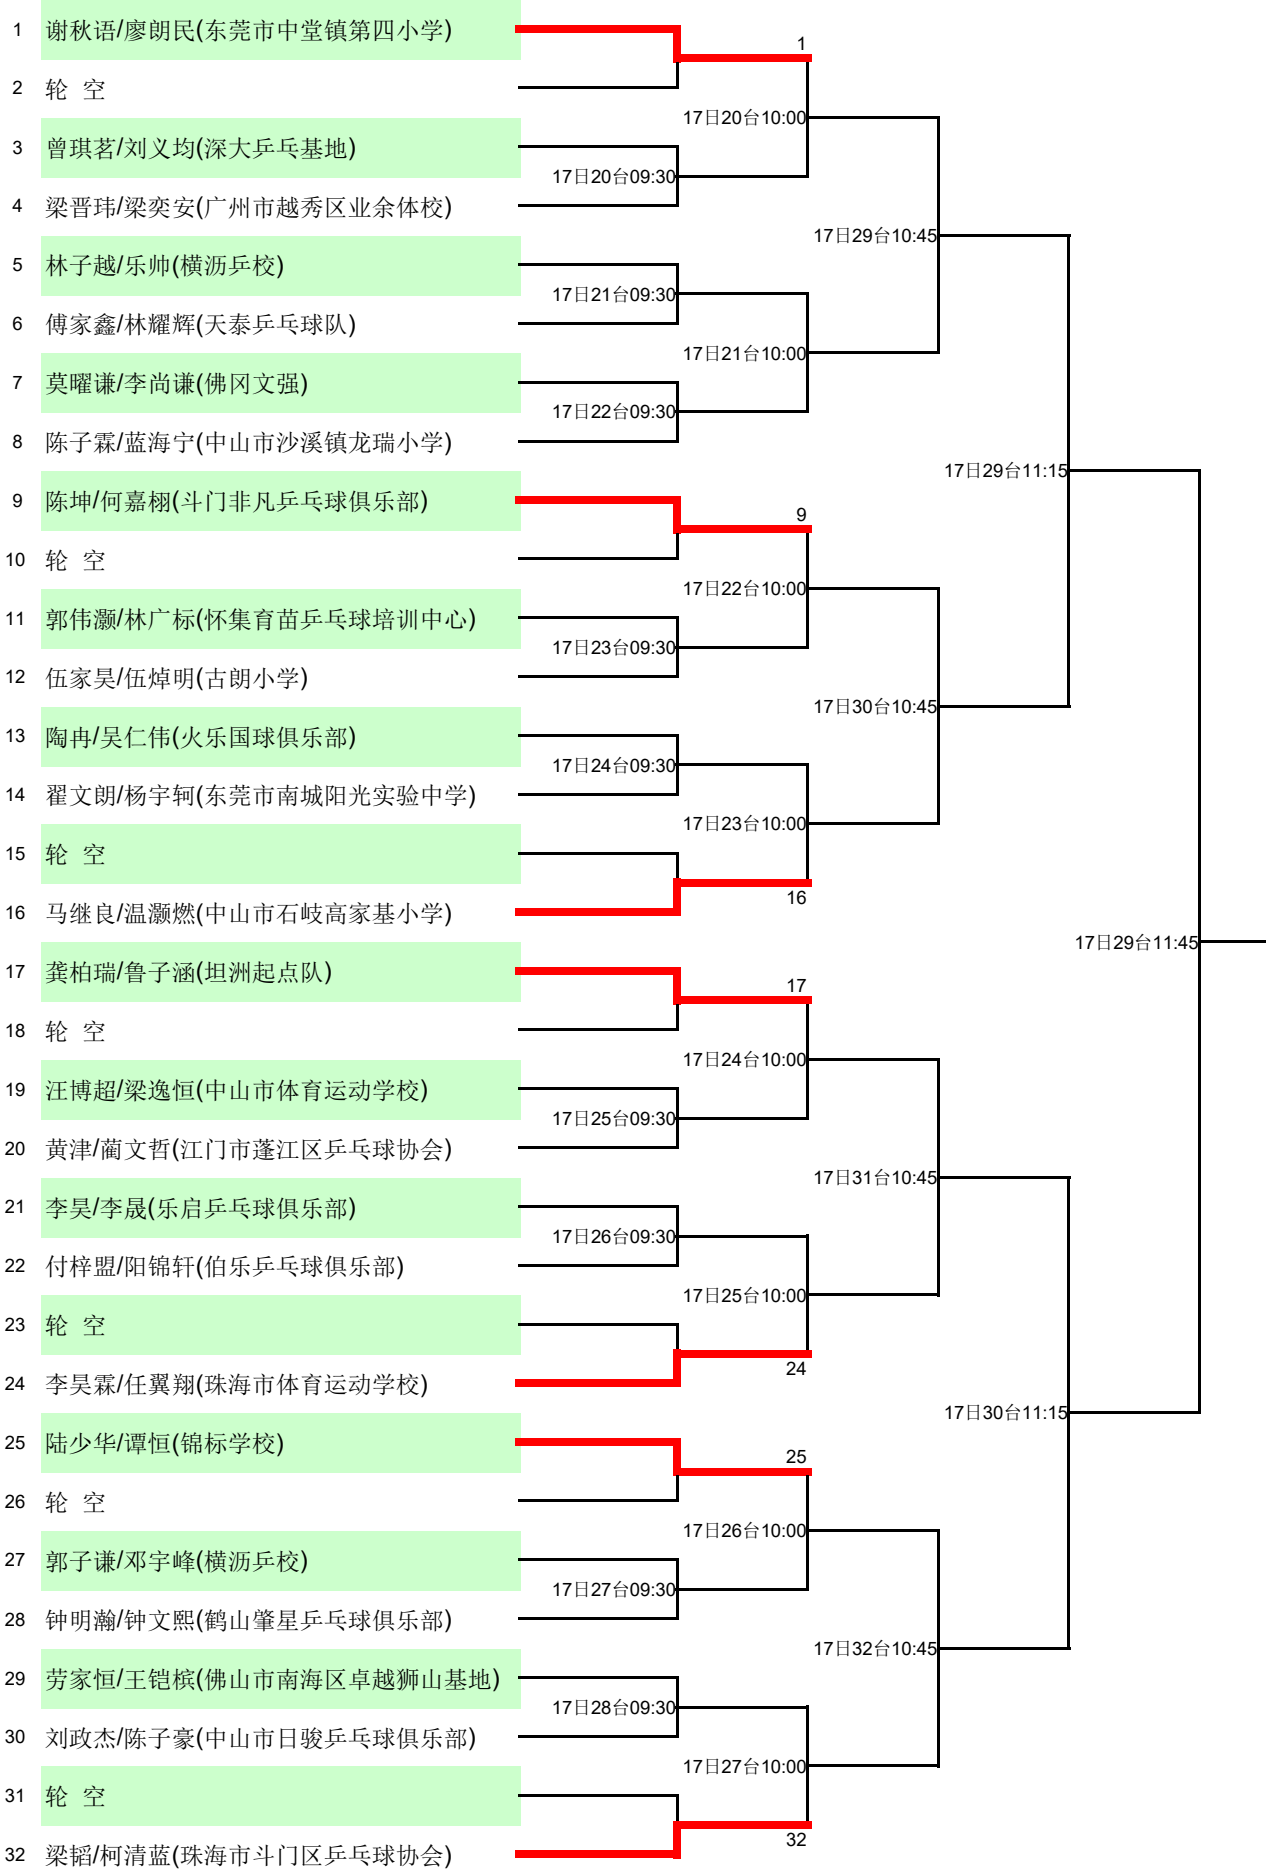 1 谢秋语/廖朗民(东莞市中堂镇第四小学)
1
2 轮 空
17日20台10:00
3 曾琪茗/刘义均(深大乒乓基地)
17日20台09:30
4 梁晋玮/梁奕安(广州市越秀区业余体校)
17日29台10:45
5 林子越/乐帅(横沥乒校)
17日21台09:30
6 傅家鑫/林耀辉(天泰乒乓球队)
17日21台10:00
7 莫曜谦/李尚谦(佛冈文强)
17日22台09:30
8 陈子霖/蓝海宁(中山市沙溪镇龙瑞小学)
17日29台11:15
9 陈坤/何嘉栩(斗门非凡乒乓球俱乐部)
9
10 轮 空
17日22台10:00
11 郭伟灏/林广标(怀集育苗乒乓球培训中心)
17日23台09:30
12 伍家昊/伍焯明(古朗小学)
17日30台10:45
13 陶冉/吴仁伟(火乐国球俱乐部)
17日24台09:30
14 翟文朗/杨宇轲(东莞市南城阳光实验中学)
17日23台10:00
15 轮 空
16
16 马继良/温灏燃(中山市石岐高家基小学)
17日29台11:45
17 龚柏瑞/鲁子涵(坦洲起点队)
17
18 轮 空
17日24台10:00
19 汪博超/梁逸恒(中山市体育运动学校)
17日25台09:30
20 黄津/蔺文哲(江门市蓬江区乒乓球协会)
17日31台10:45
21 李昊/李晟(乐启乒乓球俱乐部)
17日26台09:30
22 付梓盟/阳锦轩(伯乐乒乓球俱乐部)
17日25台10:00
23 轮 空
24
24 李昊霖/任翼翔(珠海市体育运动学校)
17日30台11:15
25 陆少华/谭恒(锦标学校)
25
26 轮 空
17日26台10:00
27 郭子谦/邓宇峰(横沥乒校)
17日27台09:30
28 钟明瀚/钟文熙(鹤山肇星乒乓球俱乐部)
17日32台10:45
29 劳家恒/王铠槟(佛山市南海区卓越狮山基地)
17日28台09:30
30 刘政杰/陈子豪(中山市日骏乒乓球俱乐部)
17日27台10:00
31 轮 空
32
32 梁韬/柯清蓝(珠海市斗门区乒乓球协会)